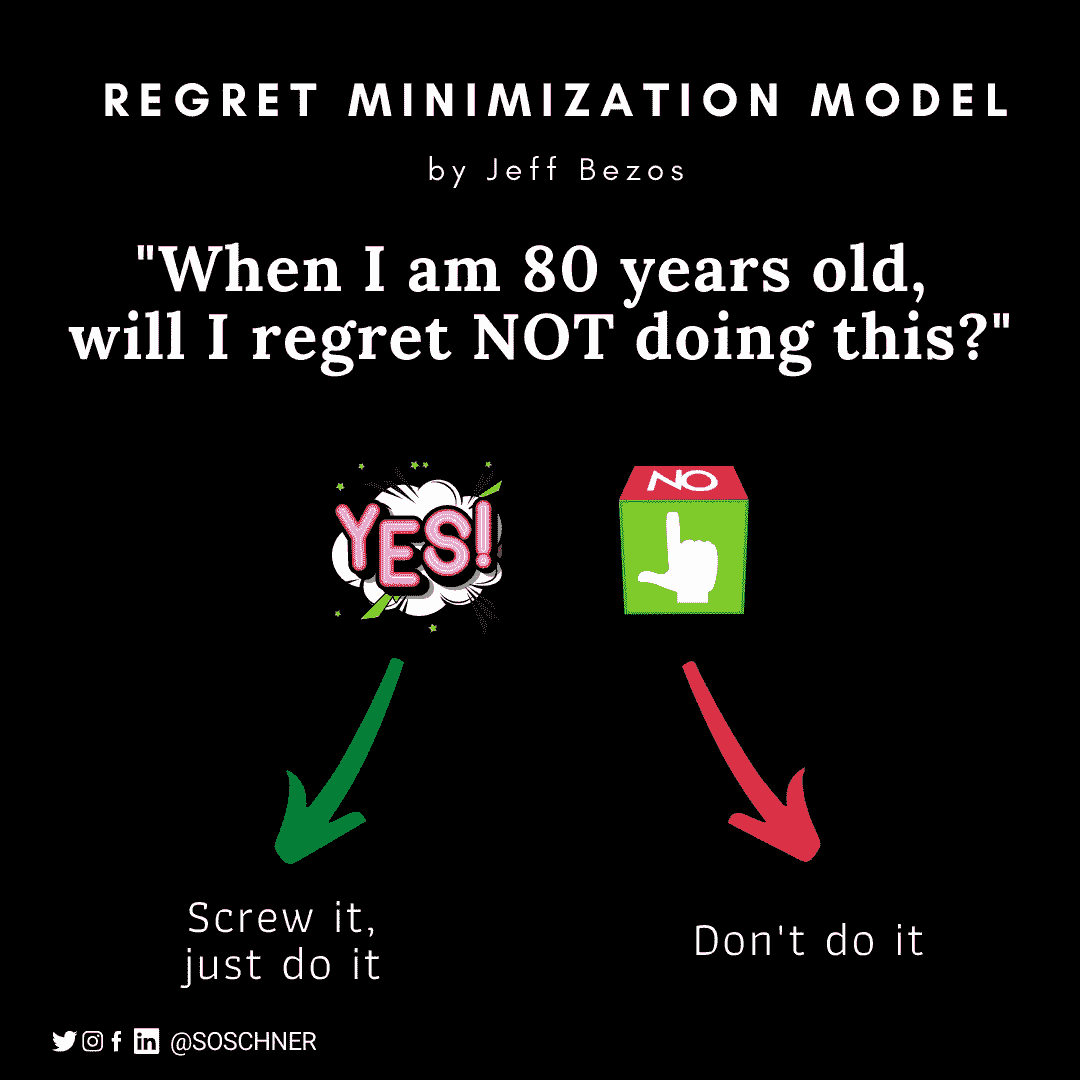 REGRET MINIMIZATION MODEL
by Jeff Bezos
"When I am 80 years old,
will I regret NOT doing this?"
YES!
NO
Screw it,
just do it
Don't do it
@SOSCHNER